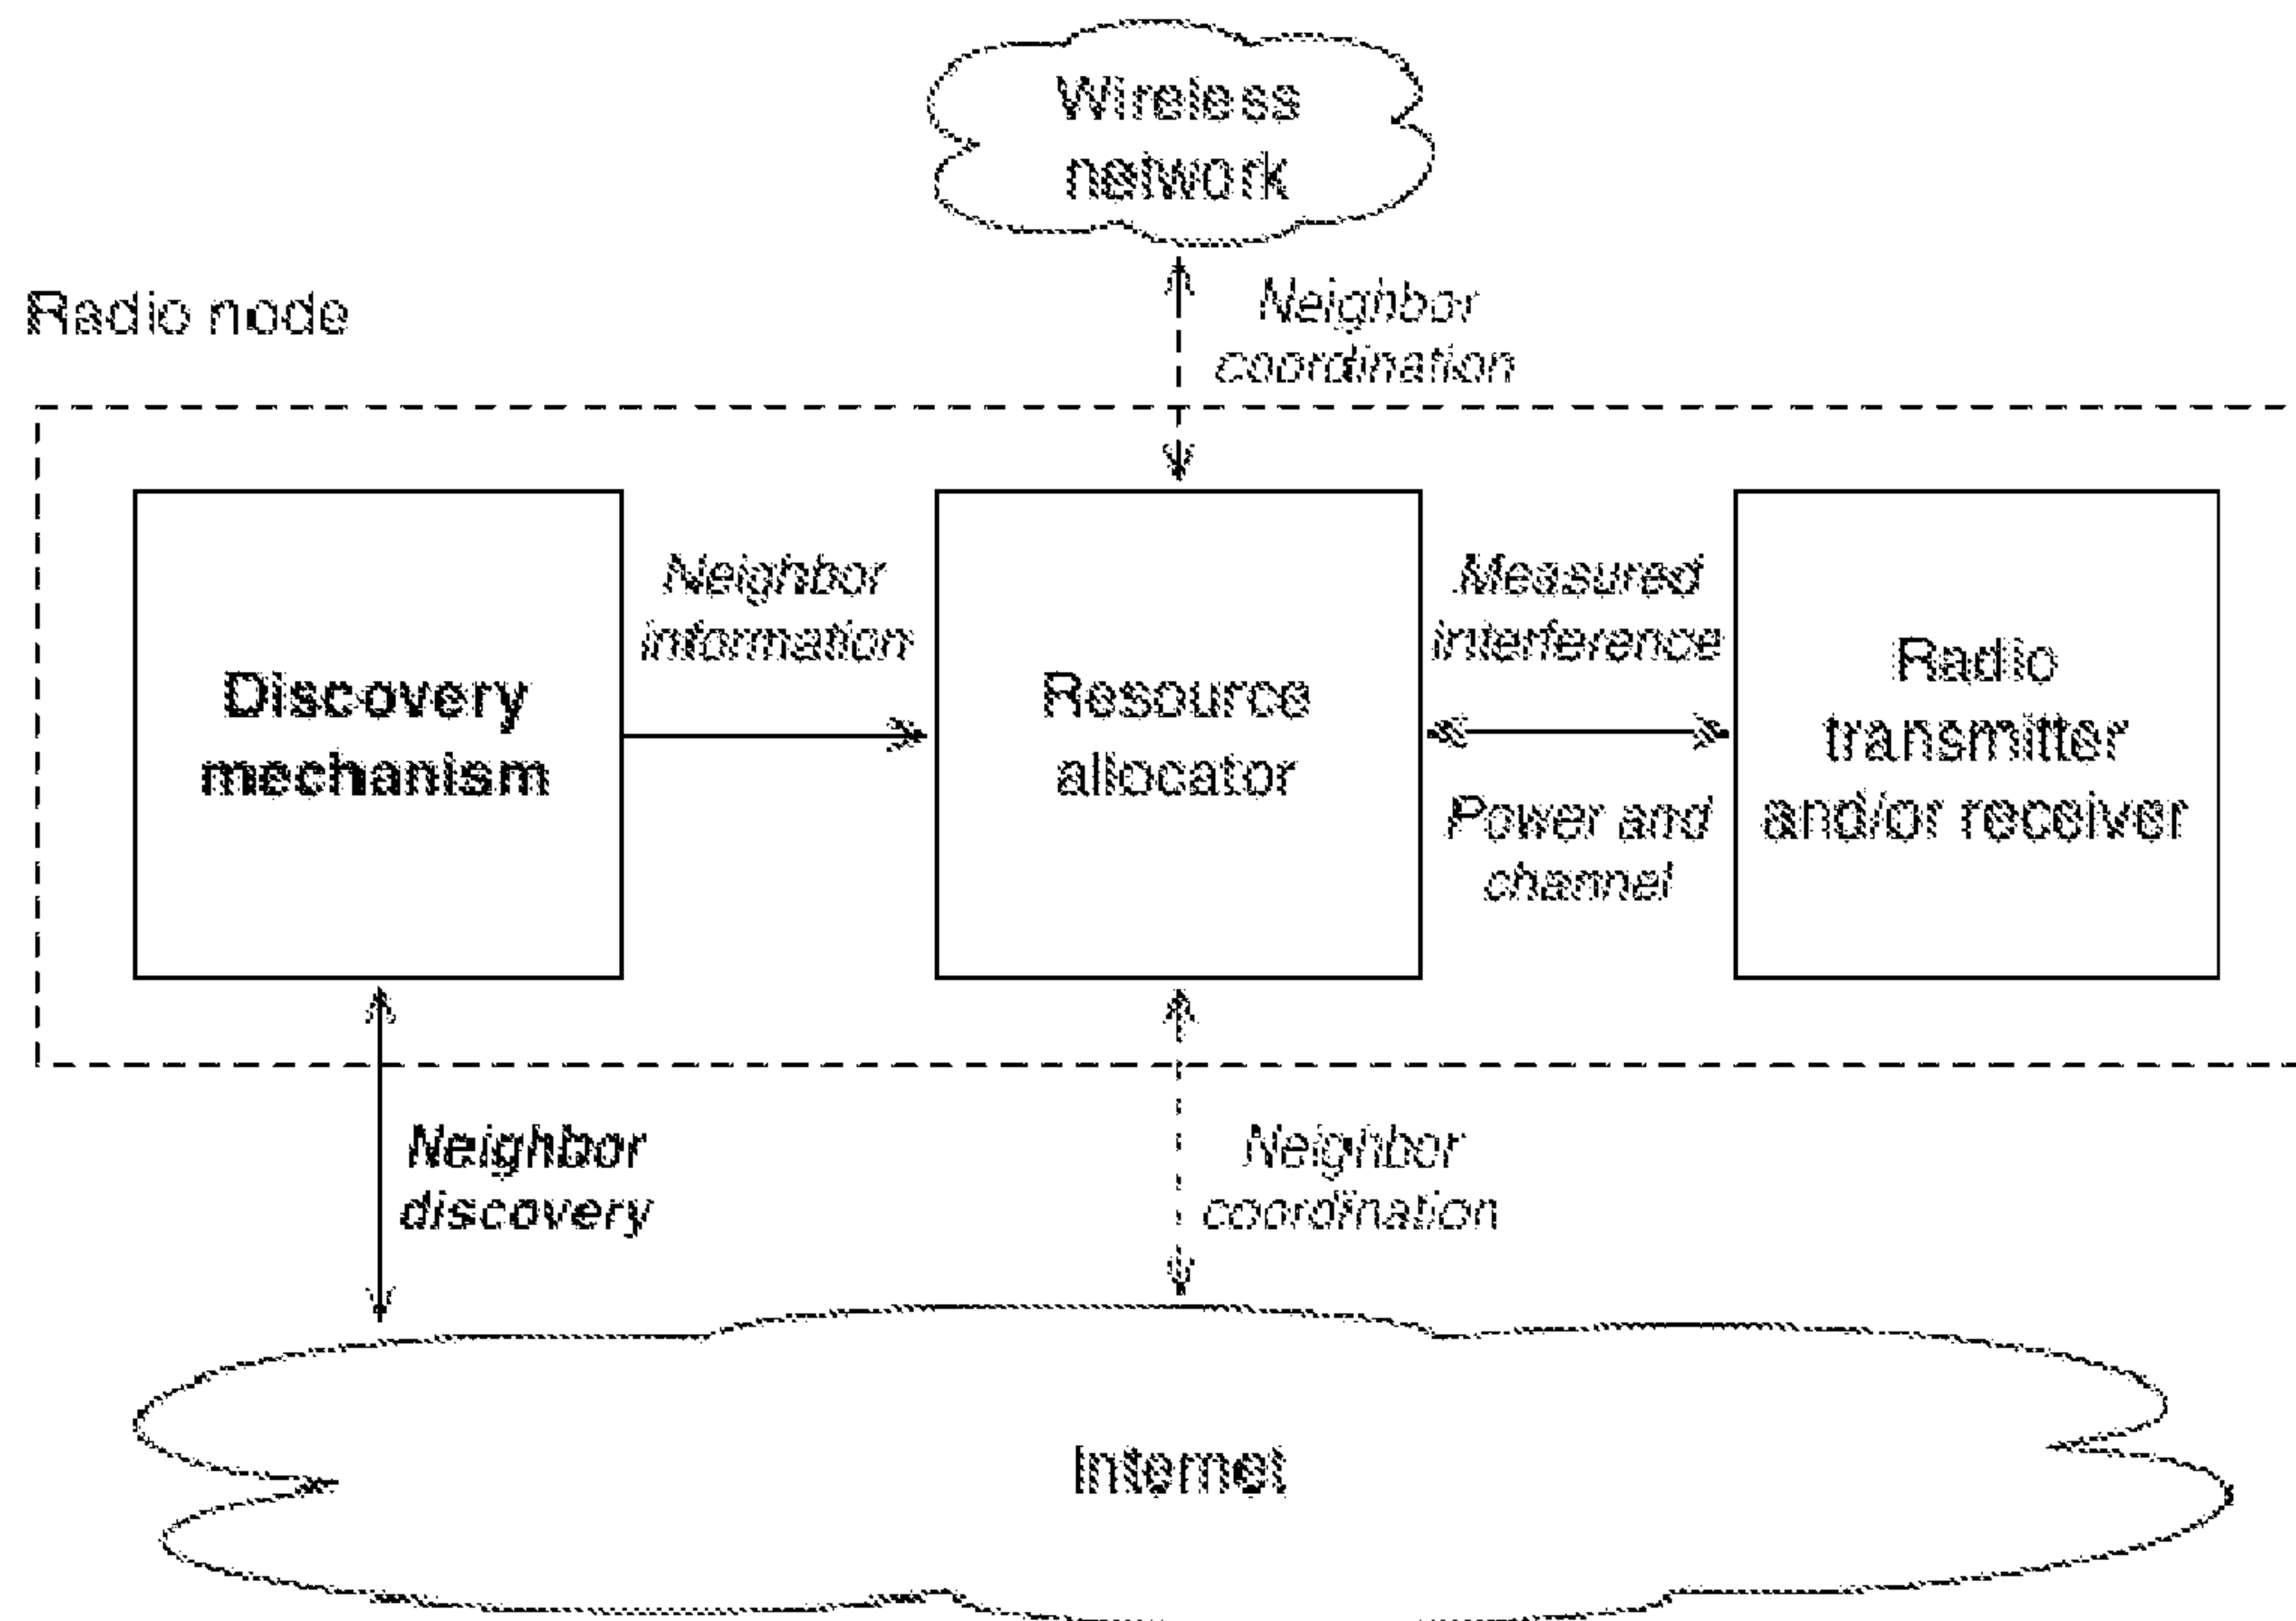 Wireless
network
Radio node
Neighbor
coordination
Neighbor
information
Measured
interference
Discovery
mechanism
Resource
allocator
Radio
transmitter
and/or receiver
Power and
channel
Neighbor
discovery
Neighbor
coordination
Internet